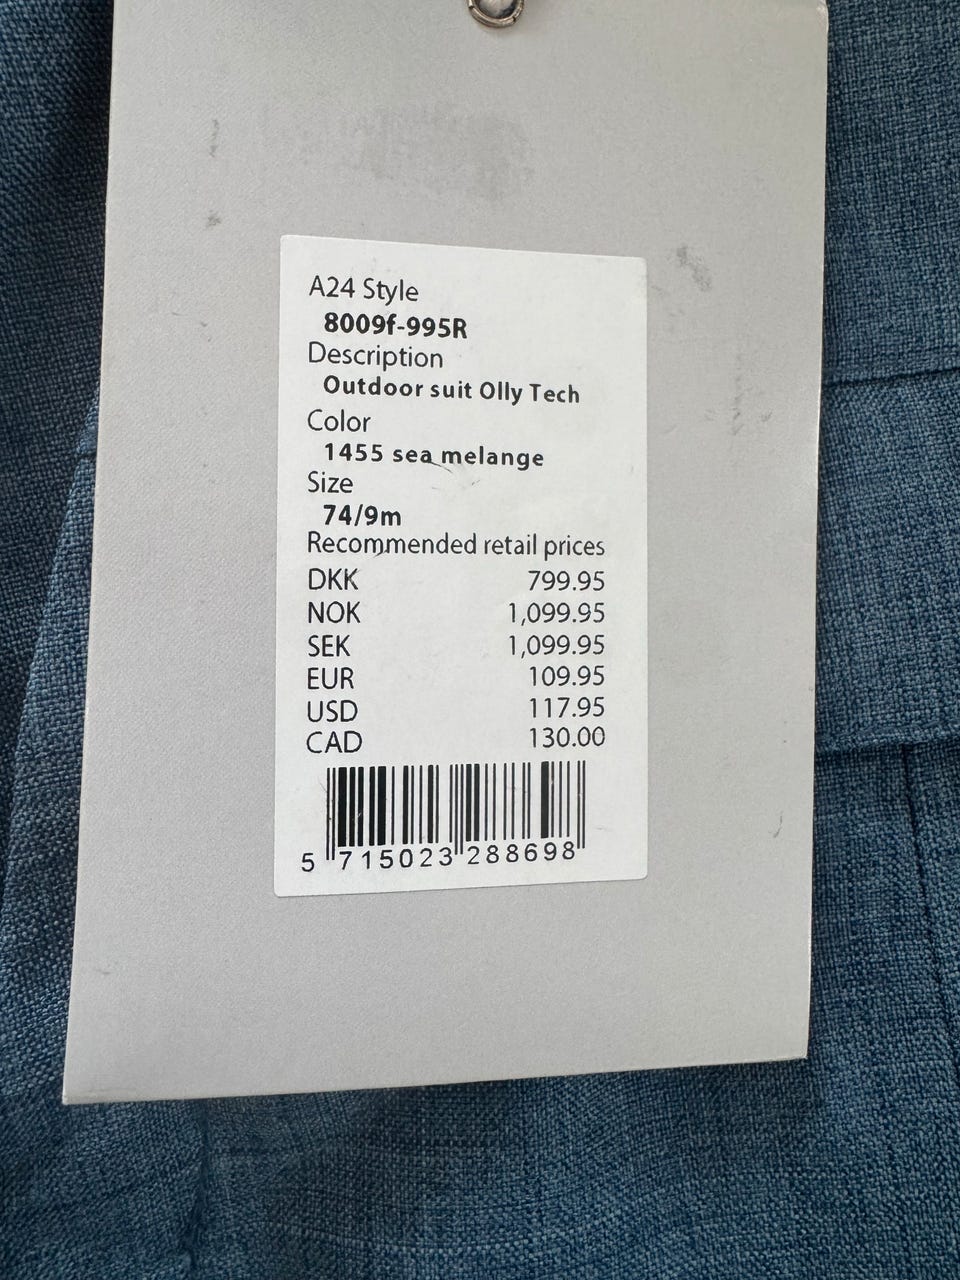 A24 Style
8009f-995R
Description
Outdoor suit Olly Tech
Color
1455 sea melange
Size
74/9m
Recommended retail prices
DKK 799.95
NOK 1,099.95
SEK 1,099.95
EUR 109.95
USD 117.95
CAD 130.00
5 715023 288698